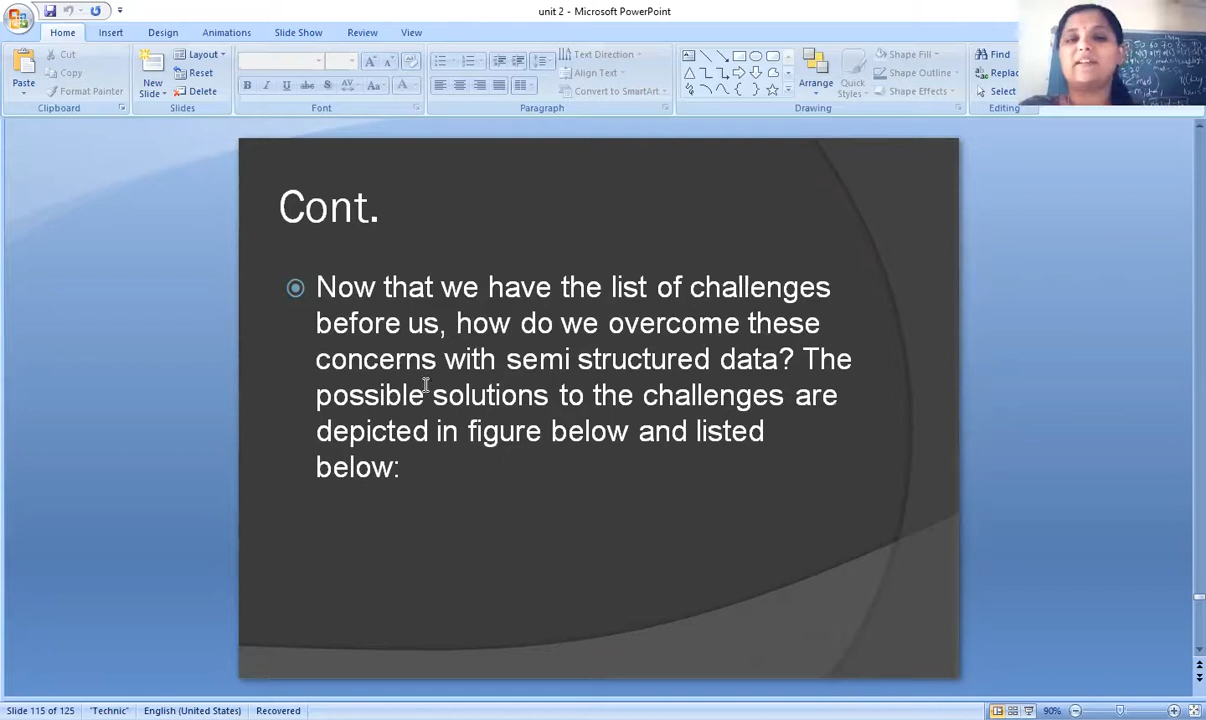 unit 2 - Microsoft PowerPoint
Home Insert Design Animations Slide Show Review View
Cut
Copy
Format Painter
Paste
Clipboard
New
Slide
Layout
Reset
Delete
Slides
B I U abe S AV Aa A
Font
Text Direction
Align Text
Convert to SmartArt
Paragraph
Arrange
Quick
Styles
Shape Fill
Shape Outline
Shape Effects
Drawing
Find
Replac
Select
Editing
Cont.
Now that we have the list of challenges
before us, how do we overcome these
concerns with semi structured data? The
possible solutions to the challenges are
depicted in figure below and listed
below:
Slide 115 of 125 "Technic" English (United States) Recovered 90%